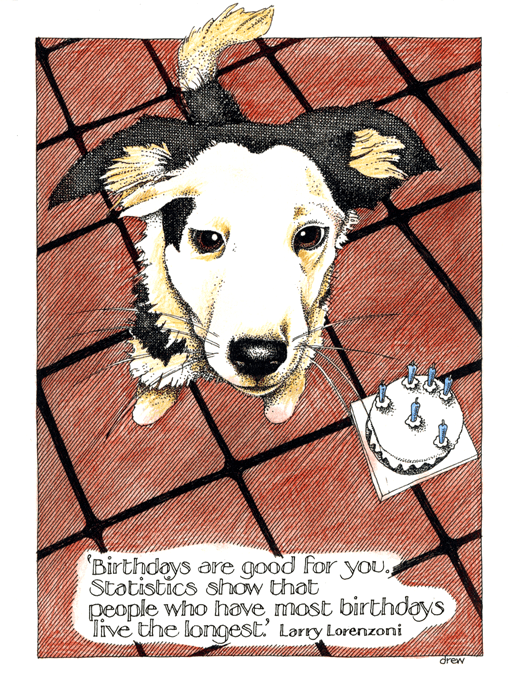 'Birthdays are good for you.
Statistics show that
people who have most birthdays
live the longest.' Larry Lorenzoni
drew